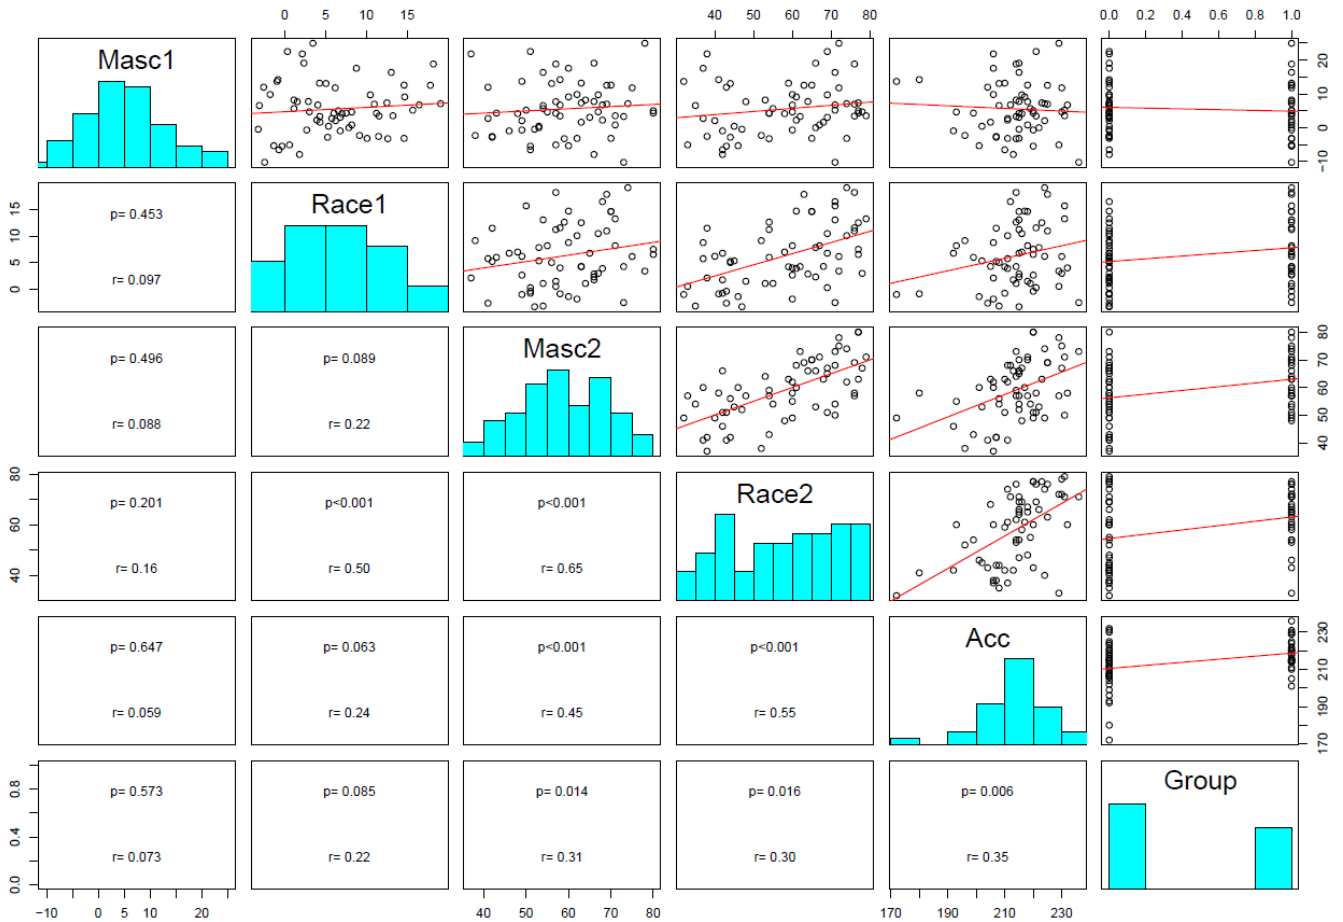 0 5 10 15
40 50 60 70 80
0.0 0.2 0.4 0.6 0.8 1.0
Masc1
−10 0 10 20
0 5 10 15
p= 0.453
r= 0.097
Race1
p= 0.496
r= 0.088
p= 0.089
r= 0.22
Masc2
40 50 60 70 80
40 60 80
p= 0.201
r= 0.16
p<0.001
r= 0.50
p<0.001
r= 0.65
Race2
p= 0.647
r= 0.059
p= 0.063
r= 0.24
p<0.001
r= 0.45
p<0.001
r= 0.55
Acc
170 190 210 230
0.0 0.4 0.8
p= 0.573
r= 0.073
p= 0.085
r= 0.22
p= 0.014
r= 0.31
p= 0.016
r= 0.30
p= 0.006
r= 0.35
Group
−10 0 5 10 20
40 50 60 70 80
170 190 210 230